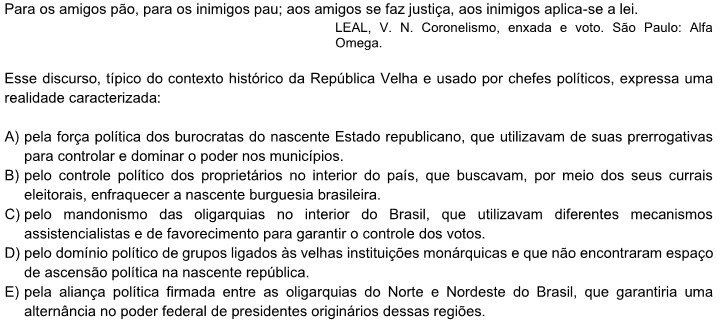 Para os amigos pão, para os inimigos pau; aos amigos se faz justiça, aos inimigos aplica-se a lei.
LEAL, V. N. Coronelismo, enxada e voto. São Paulo: Alfa
Omega.
Esse discurso, típico do contexto histórico da República Velha e usado por chefes políticos, expressa uma
realidade caracterizada:
A) pela força política dos burocratas do nascente Estado republicano, que utilizavam de suas prerrogativas
para controlar e dominar o poder nos municípios.
B) pelo controle político dos proprietários no interior do país, que buscavam, por meio dos seus currais
eleitorais, enfraquecer a nascente burguesia brasileira.
C) pelo mandonismo das oligarquias no interior do Brasil, que utilizavam diferentes mecanismos
assistencialistas e de favorecimento para garantir o controle dos votos.
D) pelo domínio político de grupos ligados às velhas instituições monárquicas e que não encontraram espaço
de ascensão política na nascente república.
E) pela aliança política firmada entre as oligarquias do Norte e Nordeste do Brasil, que garantiria uma
alternância no poder federal de presidentes originários dessas regiões.